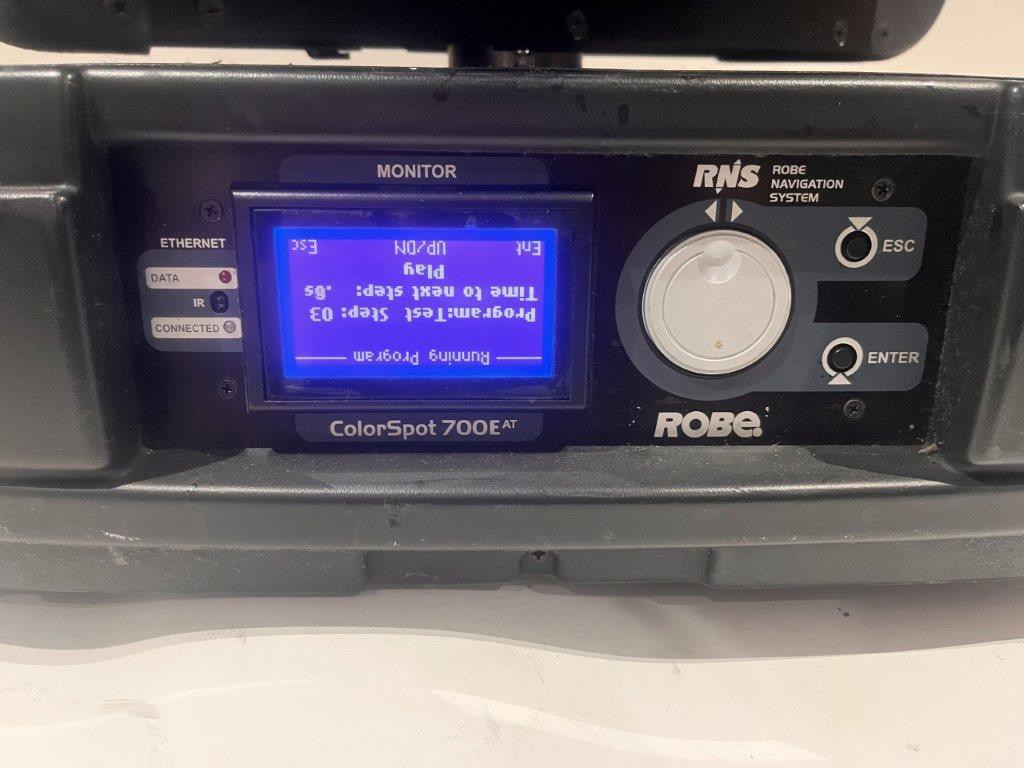 MONITOR
ETHERNET
DATA
IR
CONNECTED
Running Program
Program:Test Step: 03
Time to next step: .6s
Play
Ent UP/DN Esc
ColorSpot 700E AT
RNS
ROBE
NAVIGATION
SYSTEM
ESC
ENTER
ROBE.